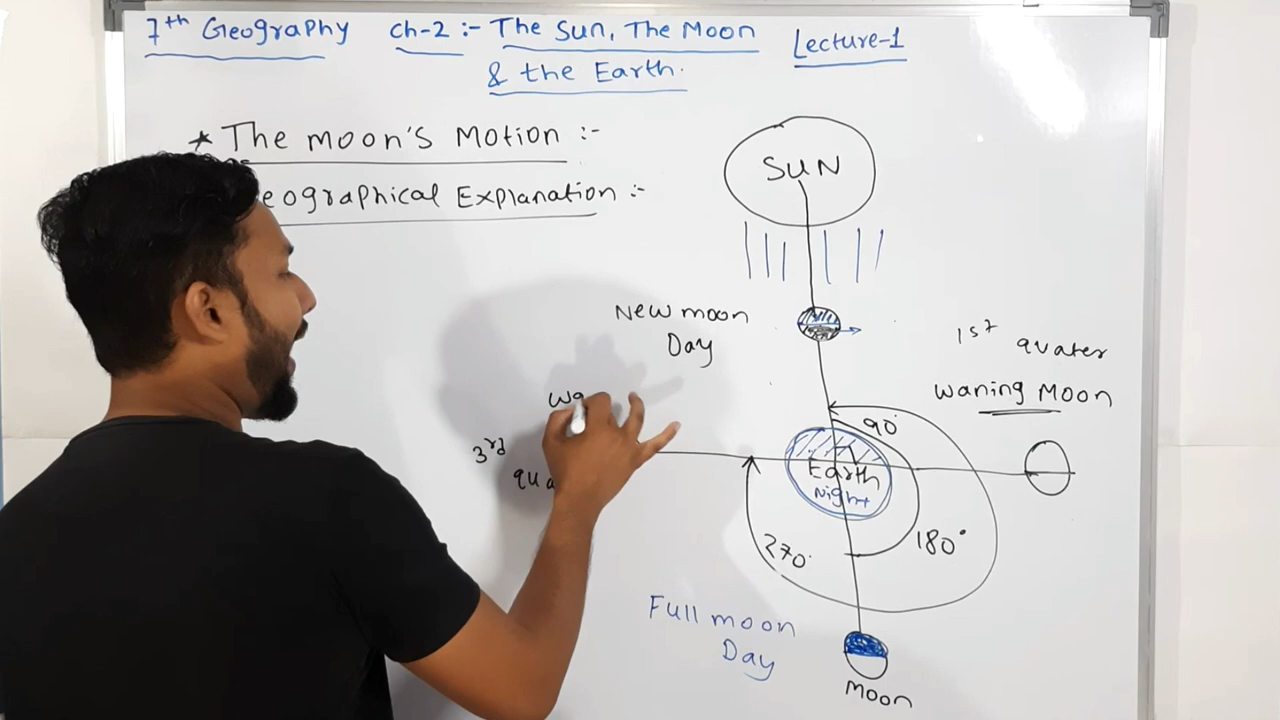 7th Geography Ch-2 :- The Sun, The Moon Lecture-1
& the Earth.
* The moon's Motion :-
eographical Explanation :-
SUN
New moon
Day
1st quater
waning Moon
90°
wa
3rd
qua
Earth
Night
180°
270°
Full moon
Day
Moon